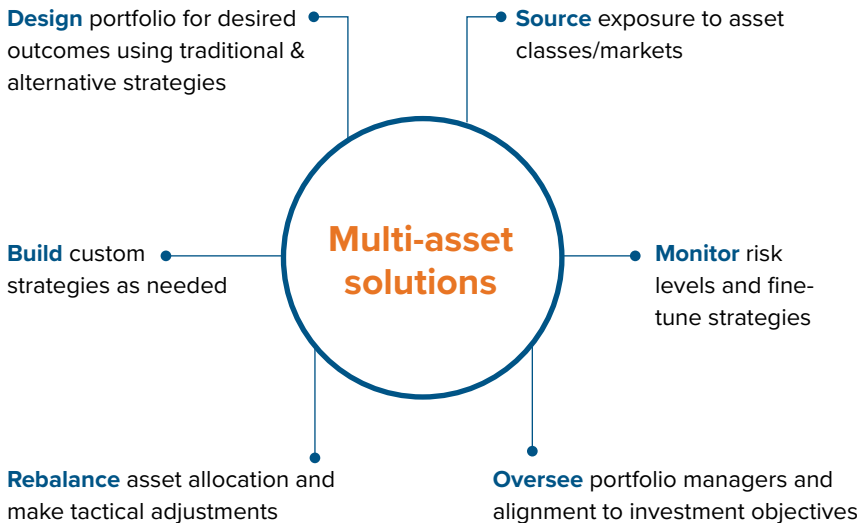 Design portfolio for desired
outcomes using traditional &
alternative strategies
Source exposure to asset
classes/markets
Multi-asset
solutions
Build custom
strategies as needed
Monitor risk
levels and fine-
tune strategies
Rebalance asset allocation and
make tactical adjustments
Oversee portfolio managers and
alignment to investment objectives